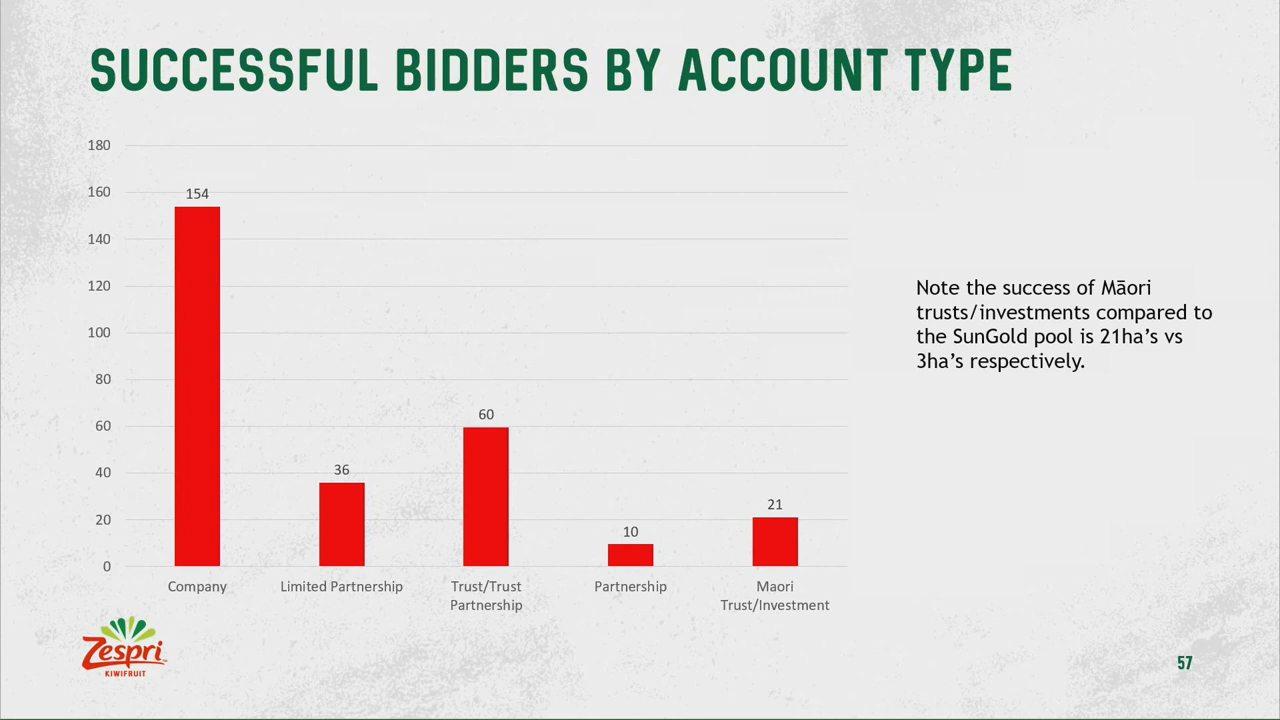 SUCCESSFUL BIDDERS BY ACCOUNT TYPE
180
160
140
120
100
80
60
40
20
0
154
36
60
10
21
Company
Limited Partnership
Trust/Trust
Partnership
Partnership
Maori
Trust/Investment
Note the success of Māori
trusts/investments compared to
the SunGold pool is 21ha’s vs
3ha’s respectively.
Zespri
KIWIFRUIT
57